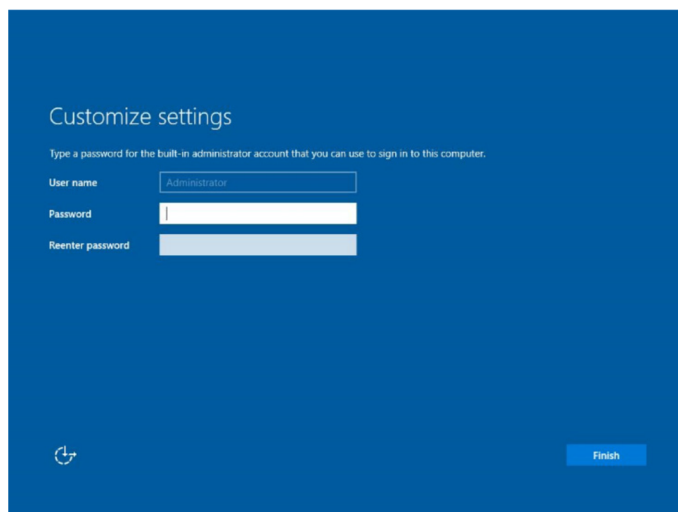 Customize settings
Type a password for the built-in administrator account that you can use to sign in to this computer.
User name
Administrator
Password
Reenter password
Finish